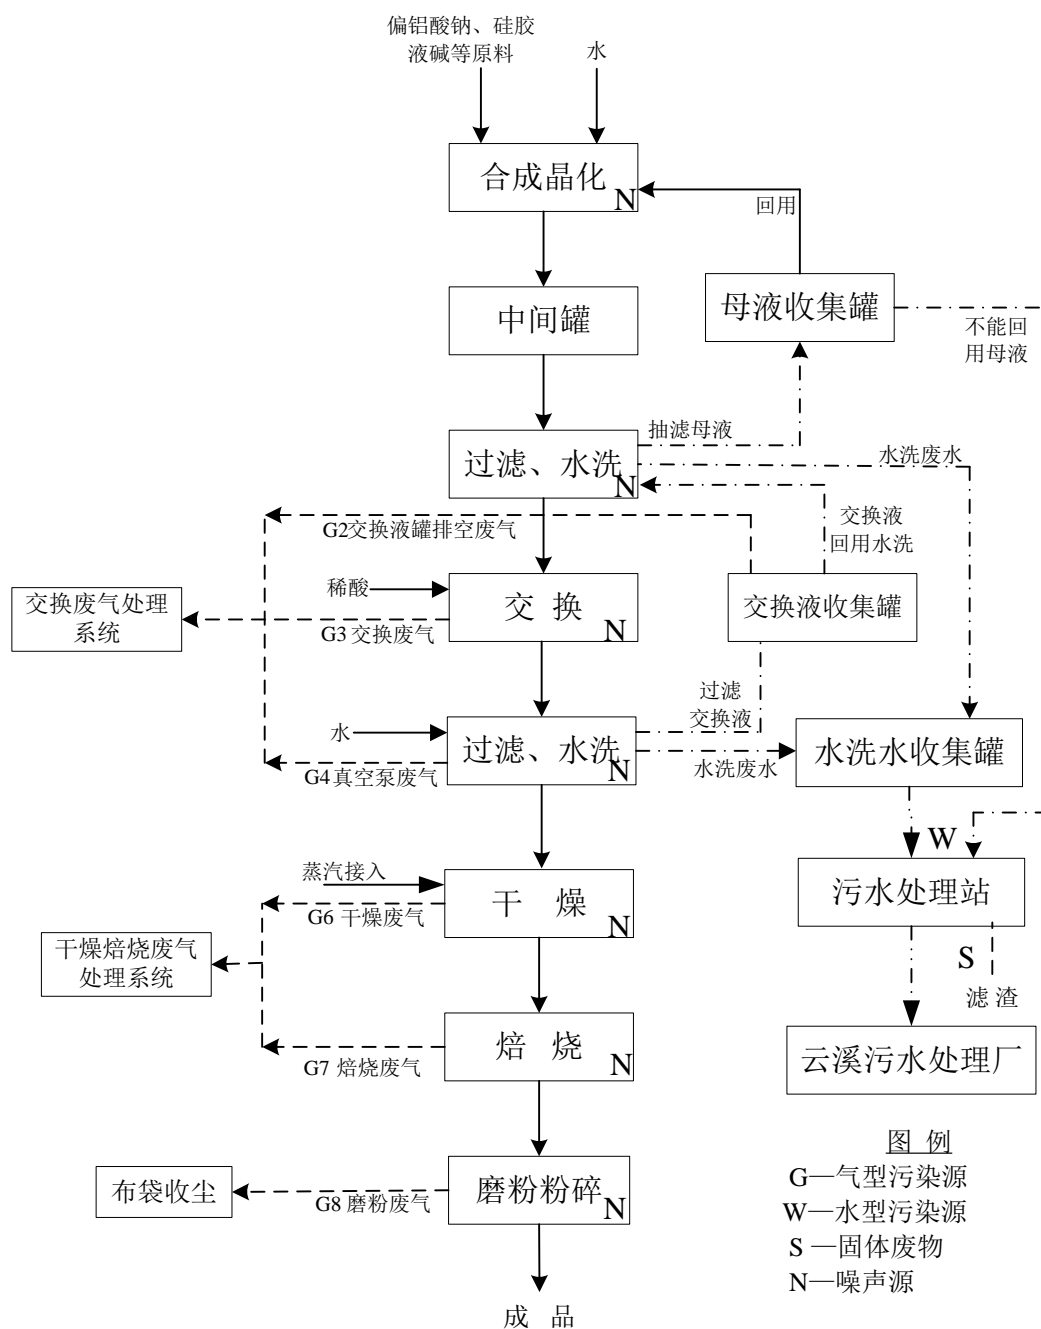 偏铝酸钠、硅胶
液碱等原料
水
合成晶化
N
回用
中间罐
母液收集罐
不能回
用母液
抽滤母液
水洗废水
过滤、水洗
N
G2交换液罐排空废气
交换液
回用水洗
稀酸
交 换
N
交换液收集罐
交换废气处理
系统
G3 交换废气
过滤
交换液
水
过滤、水洗
N
水洗废水
水洗水收集罐
G4真空泵废气
W
蒸汽接入
干 燥
N
污水处理站
G6 干燥废气
干燥焙烧废气
处理系统
S
滤 渣
焙 烧
N
G7 焙烧废气
云溪污水处理厂
图 例
G—气型污染源
W—水型污染源
S —固体废物
N—噪声源
布袋收尘
G8 磨粉废气
磨粉粉碎
N
成 品